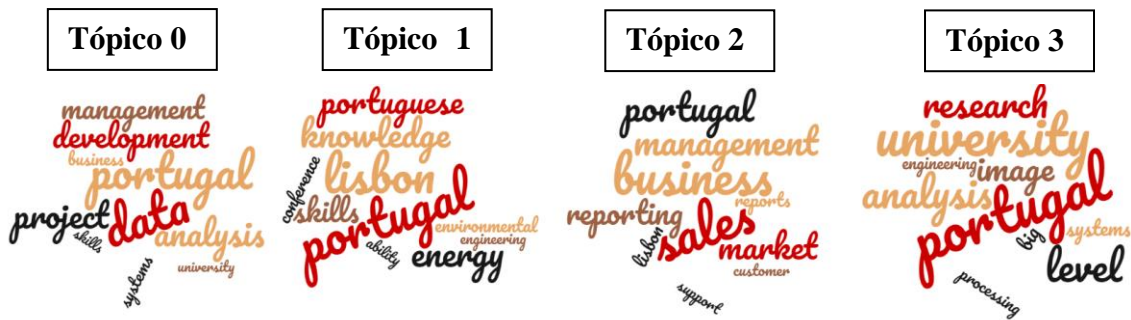 Tópico 0
management
development
business
portugal
project
data
skills
analysis
systems
university
Tópico 1
portuguese
knowledge
conference
lisbon
skills
portugal
environmental
engineering
ability
energy
Tópico 2
portugal
management
business
reports
reporting
lisbon
sales
market
customer
support
Tópico 3
research
university
engineering
image
analysis
portugal
big
systems
level
processing